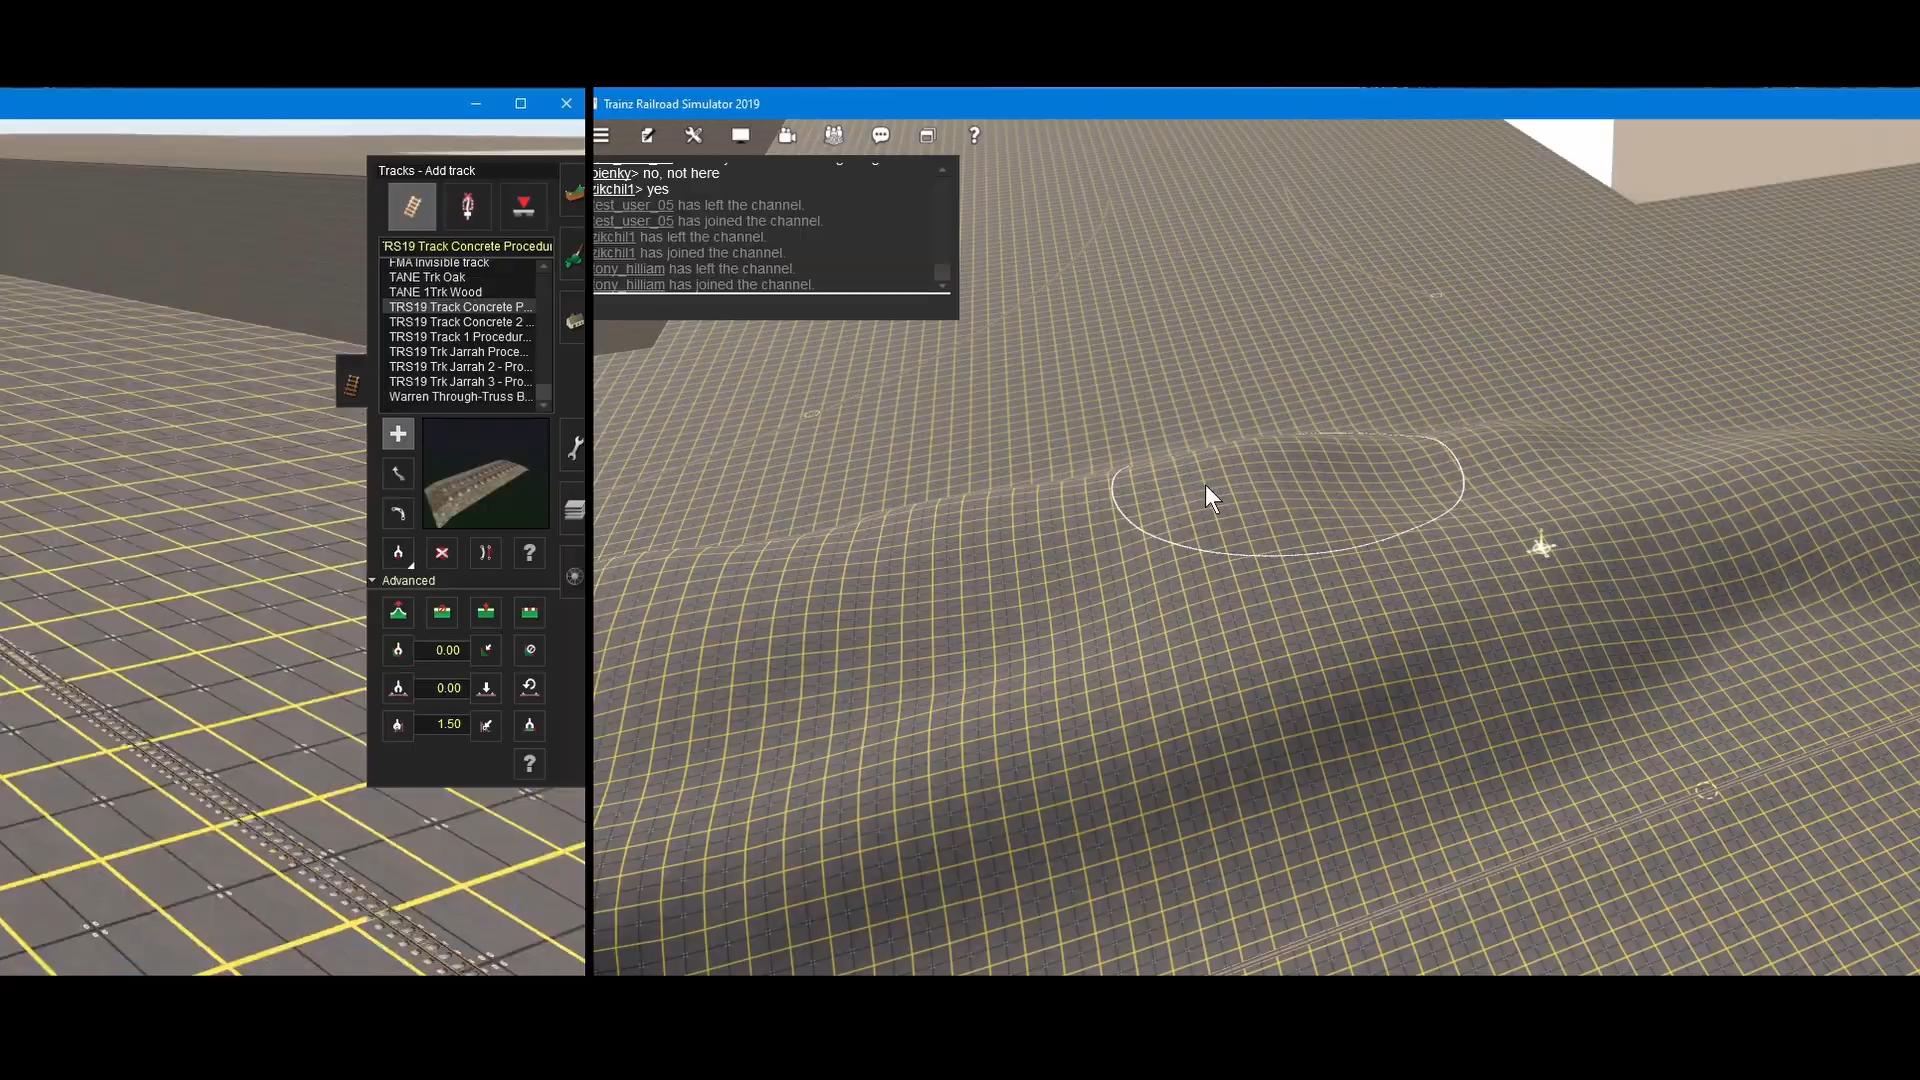 Tracks - Add track
TRS19 Track Concrete Procedur
FMA Invisible track
TANE Trk Oak
TANE 1Trk Wood
TRS19 Track Concrete P...
TRS19 Track Concrete 2 ...
TRS19 Track 1 Procedur...
TRS19 Trk Jarrah Proce...
TRS19 Trk Jarrah 2 - Pro...
TRS19 Trk Jarrah 3 - Pro...
Warren Through-Truss B...
?
Advanced
0.00
0.00
1.50
?
Trainz Railroad Simulator 2019
?
pienky> no, not here
zikchil1> yes
test_user_05 has left the channel.
test_user_05 has joined the channel.
zikchil1 has left the channel.
zikchil1 has joined the channel.
tony_hilliam has left the channel.
tony_hilliam has joined the channel.